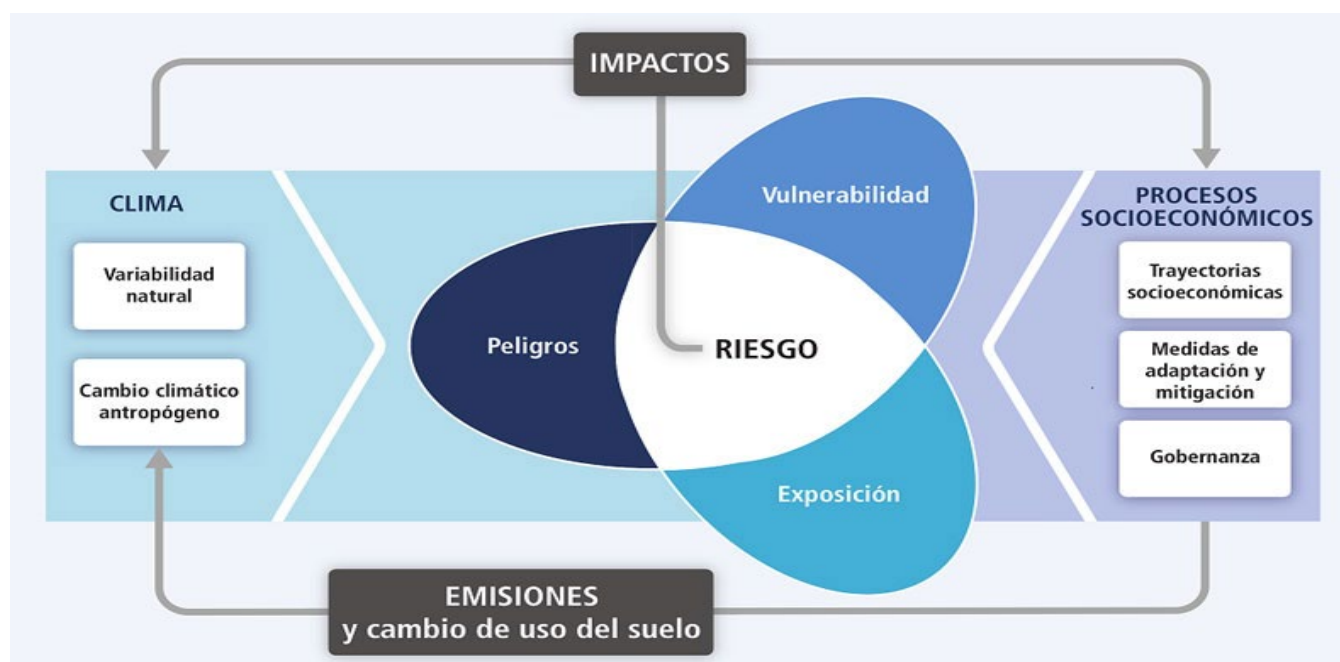 IMPACTOS
CLIMA
Variabilidad
natural
Cambio climático
antropógeno
Peligros
Vulnerabilidad
RIESGO
Exposición
PROCESOS
SOCIOECONÓMICOS
Trayectorias
socioeconómicas
Medidas de
adaptación y
mitigación
Gobernanza
EMISIONES
y cambio de uso del suelo